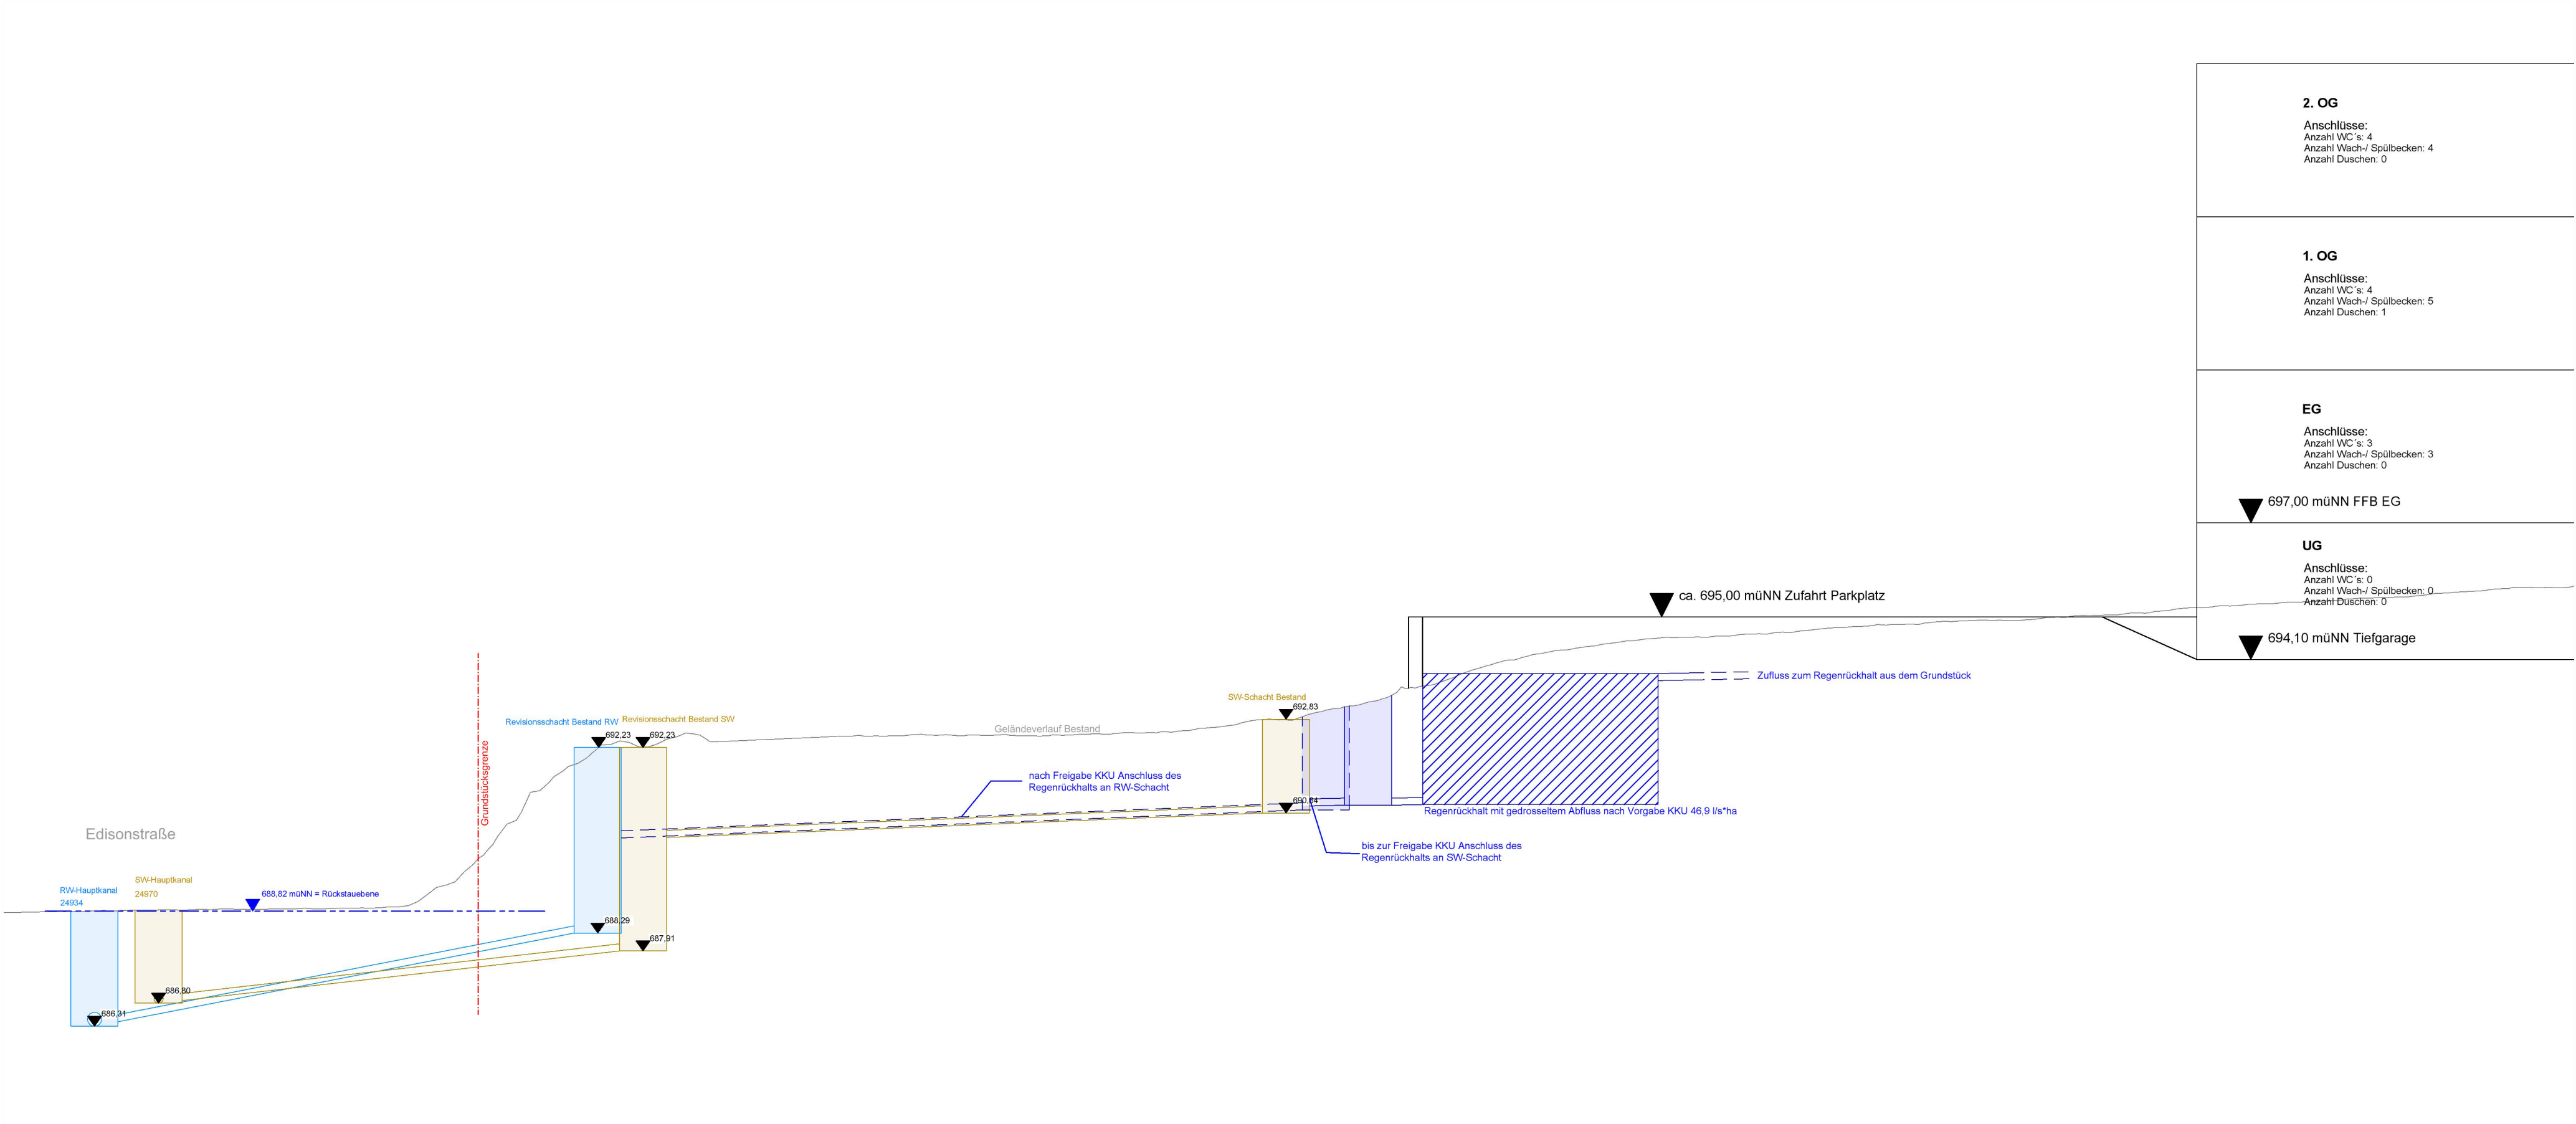 2. OG
Anschlüsse:
Anzahl WC´s: 4
Anzahl Wach-/ Spülbecken: 4
Anzahl Duschen: 0
1. OG
Anschlüsse:
Anzahl WC´s: 4
Anzahl Wach-/ Spülbecken: 5
Anzahl Duschen: 1
EG
Anschlüsse:
Anzahl WC´s: 3
Anzahl Wach-/ Spülbecken: 3
Anzahl Duschen: 0
697,00 müNN FFB EG
UG
Anschlüsse:
Anzahl WC´s: 0
Anzahl Wach-/ Spülbecken: 0
Anzahl Duschen: 0
694,10 müNN Tiefgarage
ca. 695,00 müNN Zufahrt Parkplatz
Zufluss zum Regenrückhalt aus dem Grundstück
Regenrückhalt mit gedrosseltem Abfluss nach Vorgabe KKU 46,9 l/s*ha
SW-Schacht Bestand
692,83
690,64
bis zur Freigabe KKU Anschluss des
Regenrückhalts an SW-Schacht
Geländeverlauf Bestand
nach Freigabe KKU Anschluss des
Regenrückhalts an RW-Schacht
Revisionsschacht Bestand RW
Revisionsschacht Bestand SW
692,23
692,23
688,29
687,91
Grundstücksgrenze
Edisonstraße
RW-Hauptkanal
24934
SW-Hauptkanal
24970
688,82 müNN = Rückstauebene
686,80
686,31